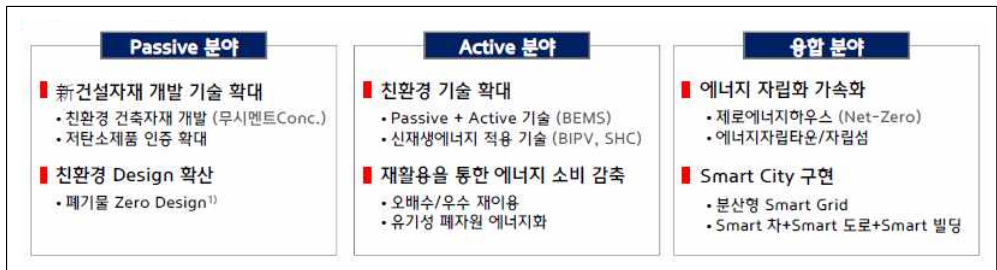 Passive 분야
新건설자재 개발 기술 확대
• 친환경 건축자재 개발 (무시멘트Conc.)
• 저탄소제품 인증 확대
친환경 Design 확산
• 폐기물 Zero Design1)
Active 분야
친환경 기술 확대
• Passive + Active 기술 (BEMS)
• 신재생에너지 적용 기술 (BIPV, SHC)
재활용을 통한 에너지 소비 감축
• 오배수/우수 재이용
• 유기성 폐자원 에너지화
융합 분야
에너지 자립화 가속화
• 제로에너지하우스 (Net-Zero)
• 에너지자립타운/자립섬
Smart City 구현
• 분산형 Smart Grid
• Smart 차+Smart 도로+Smart 빌딩